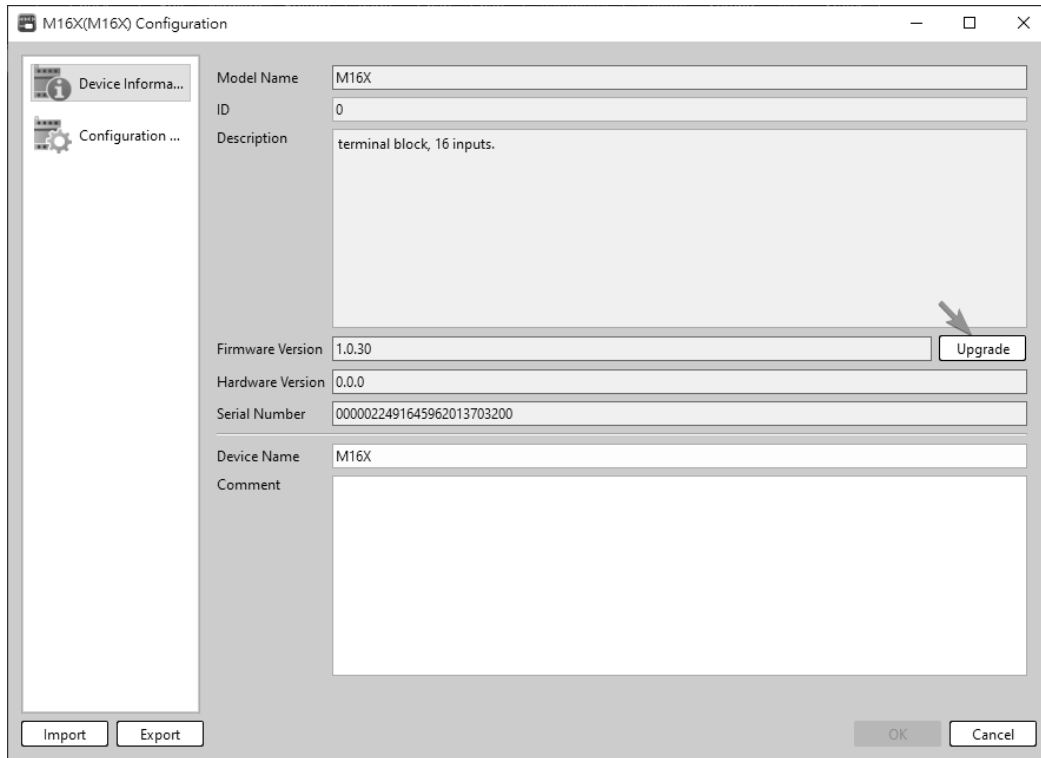 M16X(M16X) Configuration
Device Informa...
Configuration ...
Model Name M16X
ID 0
Description terminal block, 16 inputs.
Firmware Version 1.0.30 Upgrade
Hardware Version 0.0.0
Serial Number 0000022491645962013703200
Device Name M16X
Comment
Import Export OK Cancel